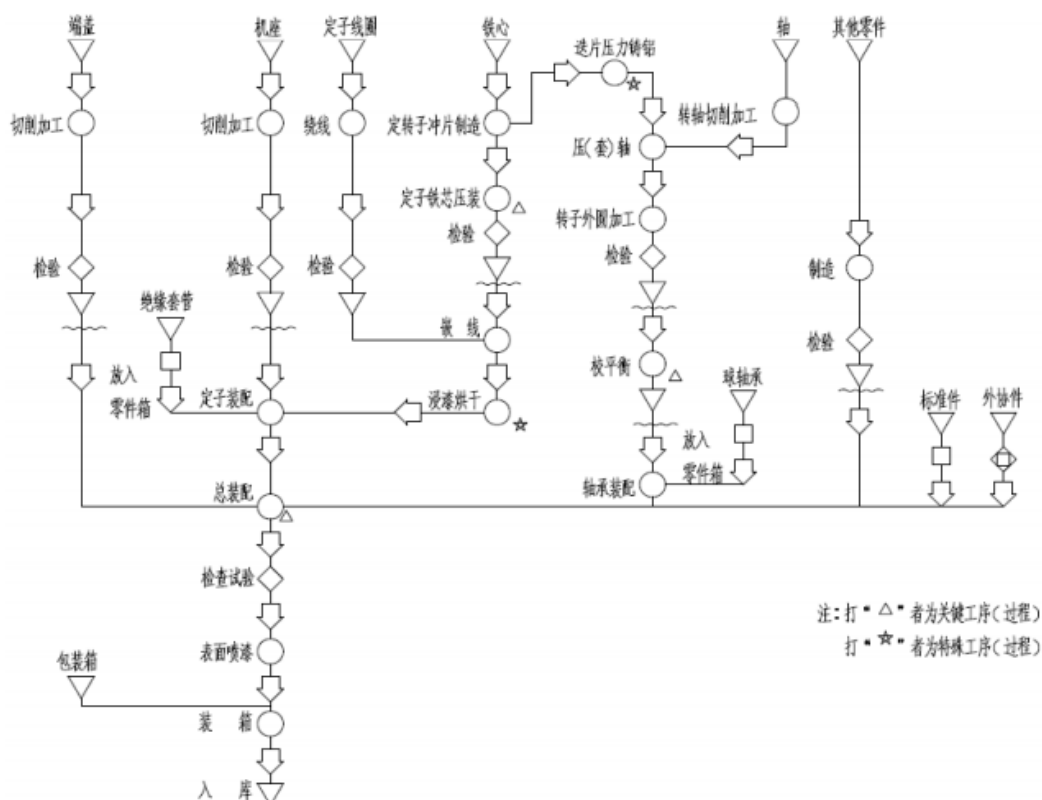 端盖
机座
定子线圈
铁心
迭片压力铸铝
轴
其他零件
切削加工
切削加工
绕线
定转子冲片制造
转轴切削加工
压(套)轴
定子铁芯压装
转子外圆加工
检验
检验
检验
检验
检验
制造
绝缘套管
嵌 线
检验
校平衡
球轴承
放入
零件箱
定子装配
浸漆烘干
标准件
外协件
放入
零件箱
总装配
轴承装配
检查试验
注:打"△"者为关键工序(过程)
打"☆"者为特殊工序(过程)
表面喷漆
包装箱
装 箱
入 库